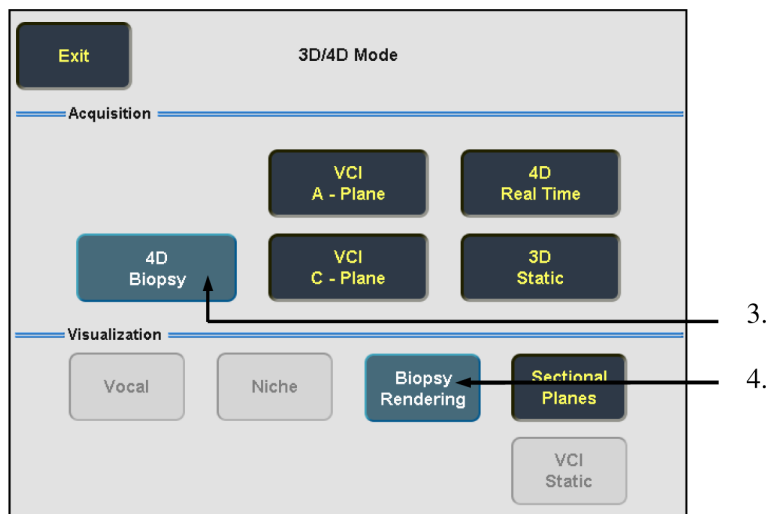 Exit
3D/4D Mode
Acquisition
VCI
A - Plane
4D
Real Time
4D
Biopsy
VCI
C - Plane
3D
Static
3.
Visualization
Vocal
Niche
Biopsy
Rendering
Sectional
Planes
4.
VCI
Static